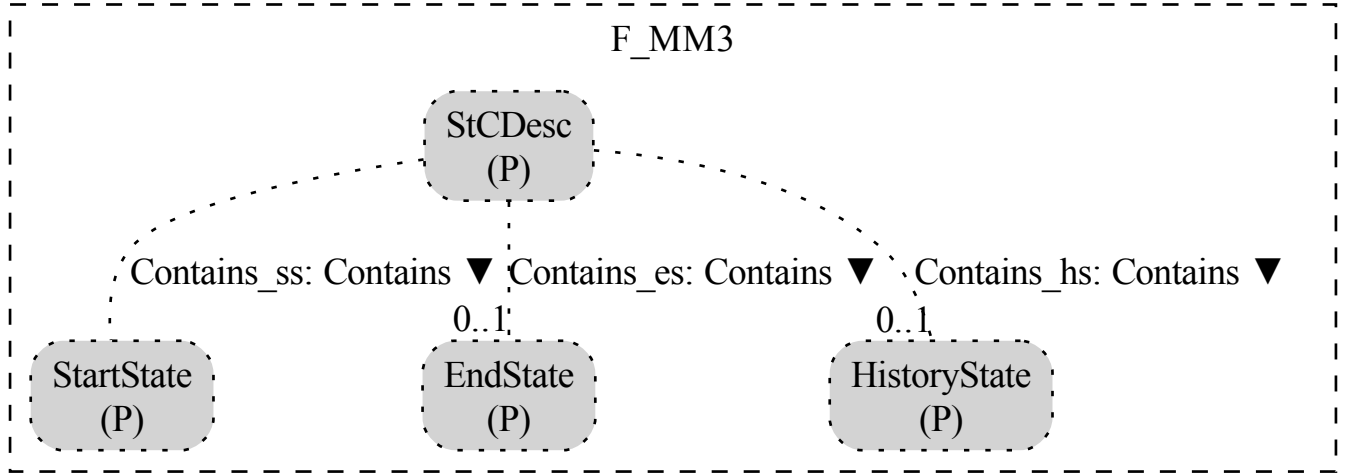 F_MM3
StCDesc
(P)
Contains_ss: Contains ▼
Contains_es: Contains ▼
Contains_hs: Contains ▼
0..1
0..1
StartState
(P)
EndState
(P)
HistoryState
(P)